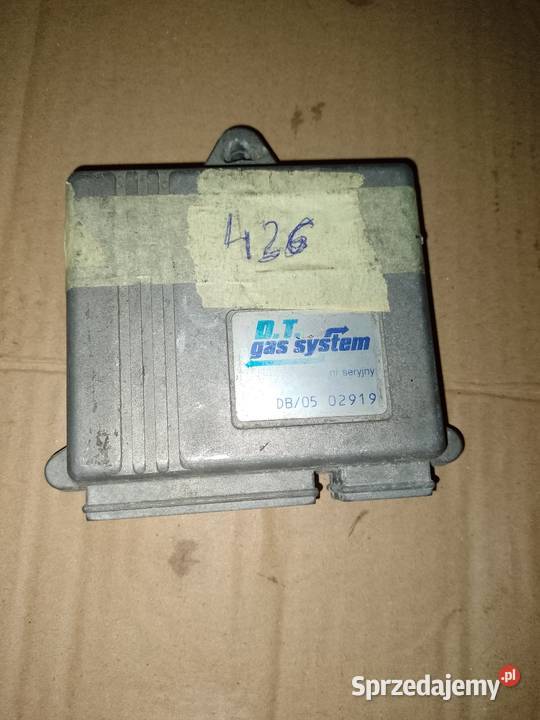 426
D.T.
gas system
nr seryjny
DB/05 02919
Sprzedajemy.pl